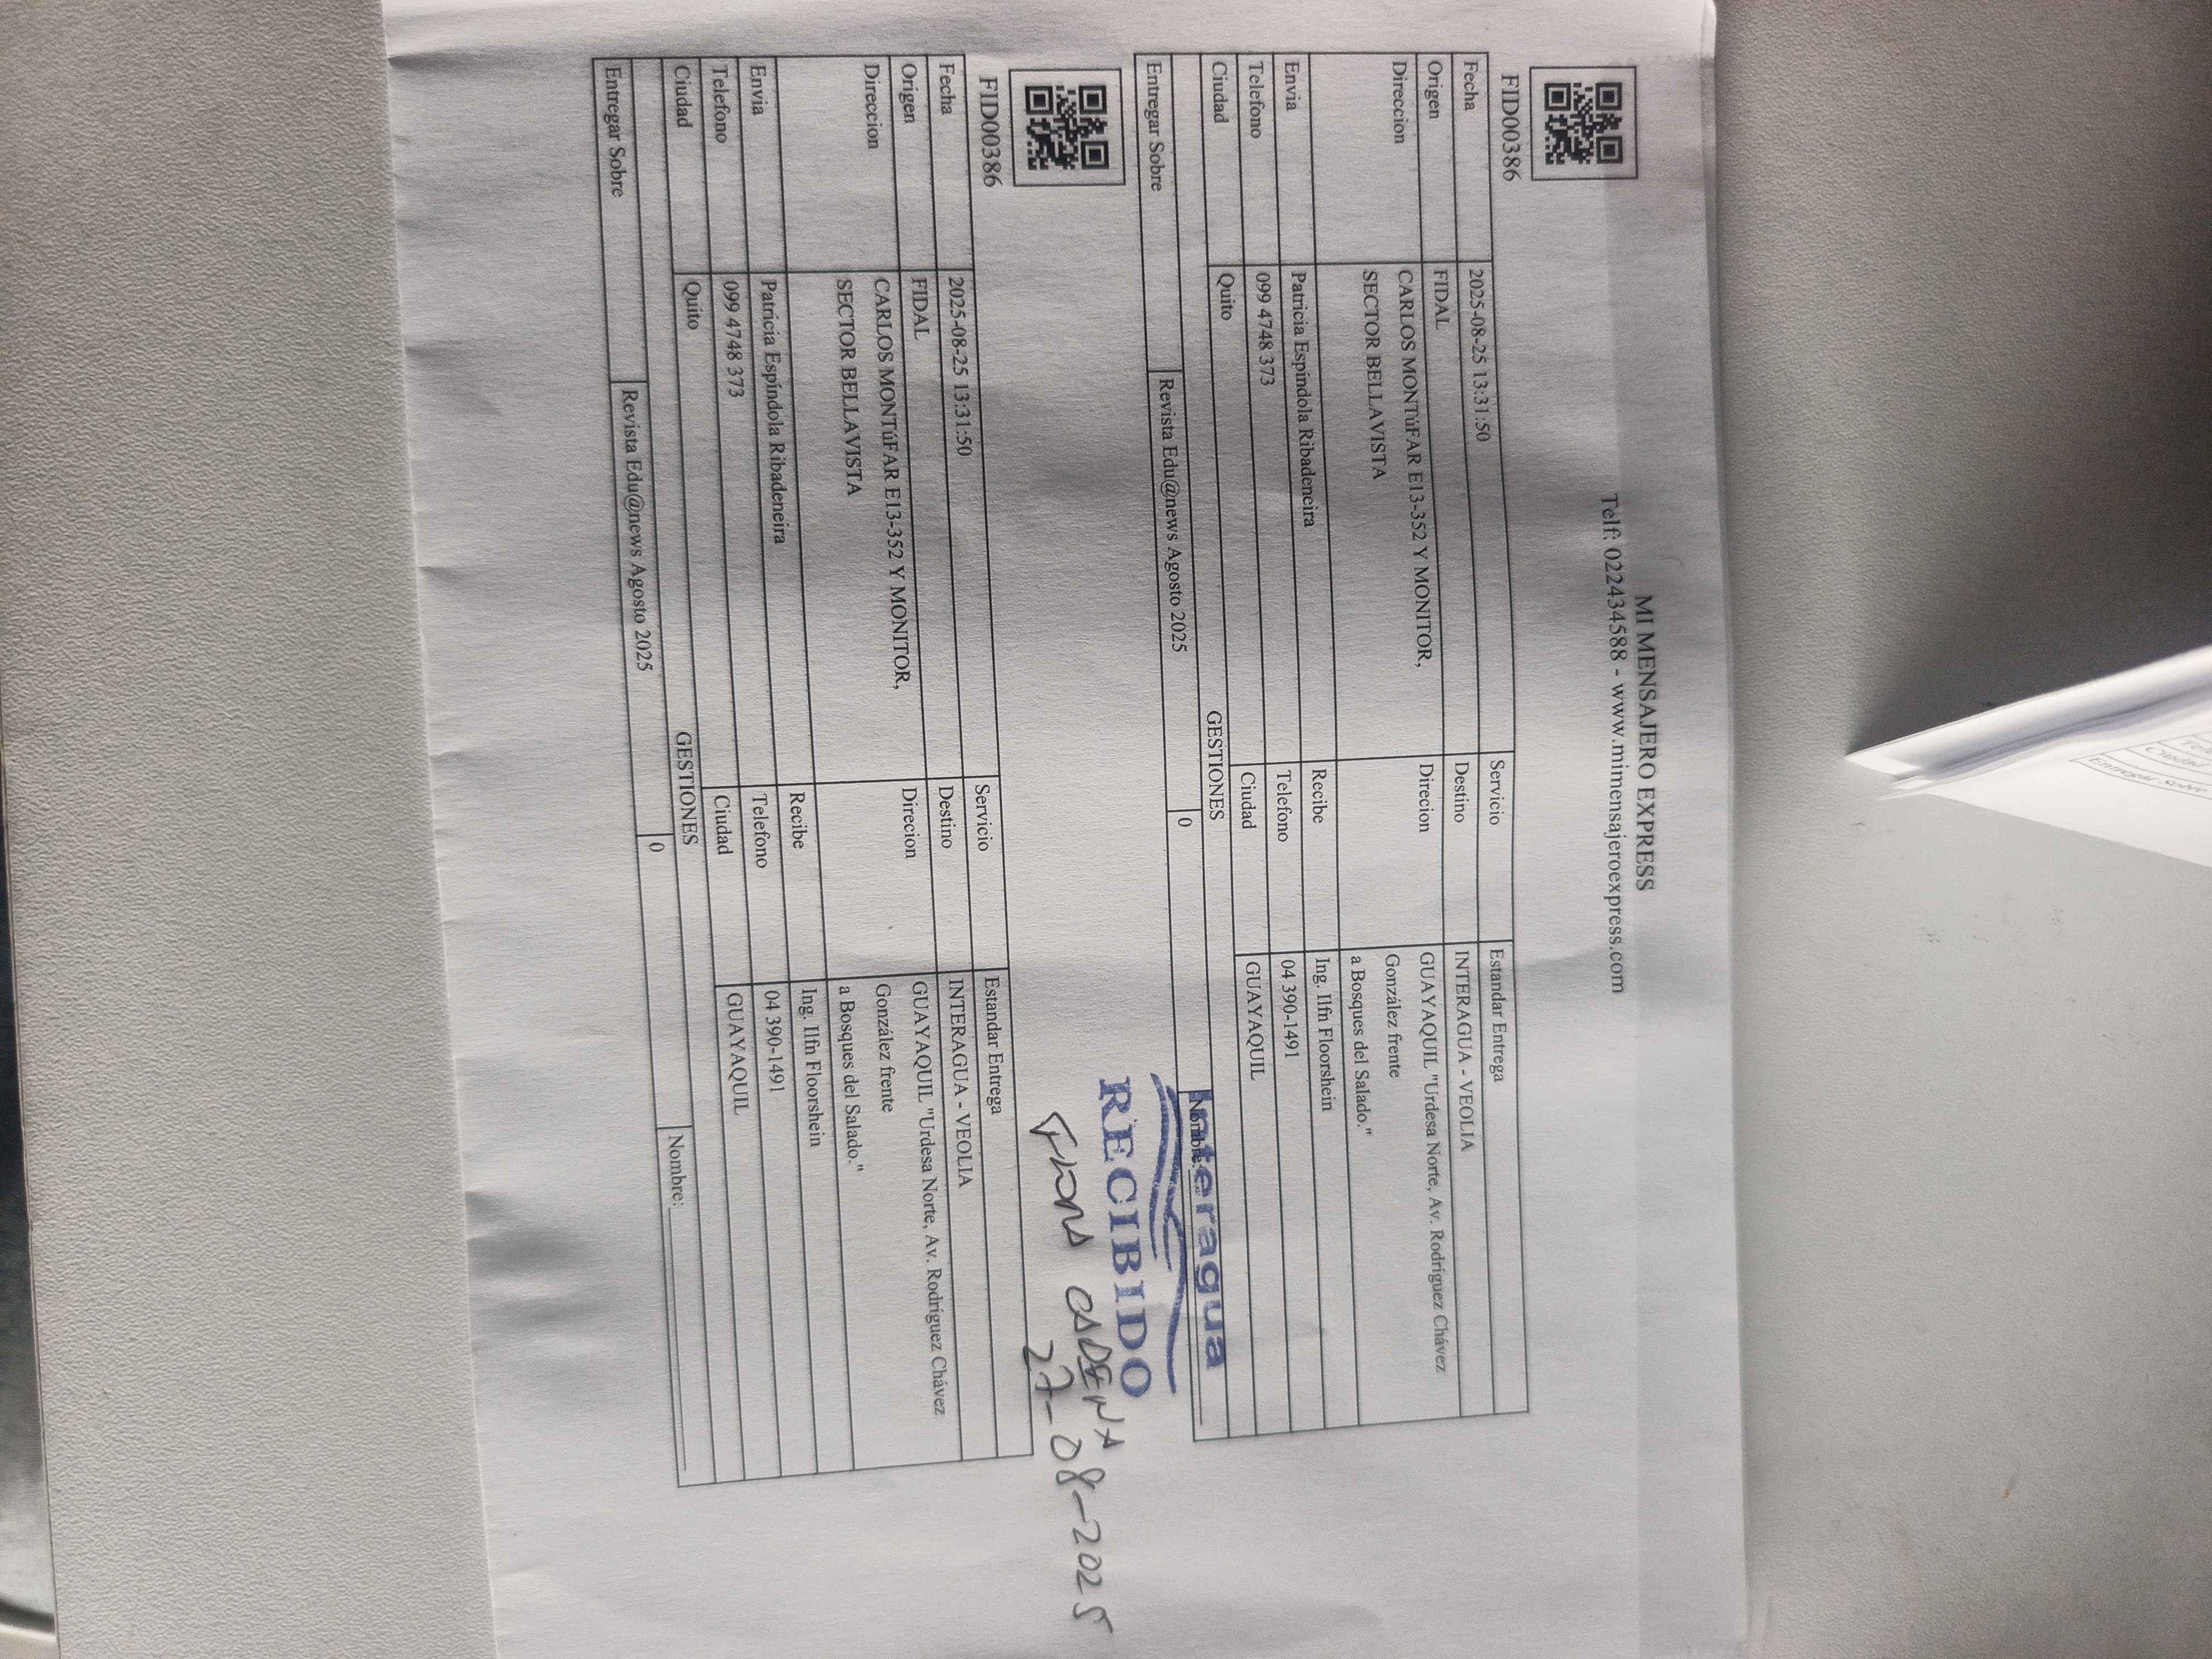 MI MENSAJERO EXPRESS
Telf: 022434588 - www.mimensajeroexpress.com
FID00386
Fecha 2025-08-25 13:31:50 Servicio Estandar Entrega
Origen FIDAL Destino INTERAGUA - VEOLIA
Direccion CARLOS MONTúFAR E13-352 Y MONITOR, Direcion GUAYAQUIL "Urdesa Norte, Av. Rodríguez Chávez
SECTOR BELLAVISTA González frente
a Bosques del Salado."
Envia Patricia Espíndola Ribadeneira Recibe Ing. Ilfn Floorshein
Telefono 099 4748 373 Telefono 04 390-1491
Ciudad Quito Ciudad GUAYAQUIL
GESTIONES
Entregar Sobre Revista Edu@news Agosto 2025 0 Nombre:
Interagua
RECIBIDO
CADENA
27-08-2025
FID00386
Fecha 2025-08-25 13:31:50 Servicio Estandar Entrega
Origen FIDAL Destino INTERAGUA - VEOLIA
Direccion CARLOS MONTúFAR E13-352 Y MONITOR, Direcion GUAYAQUIL "Urdesa Norte, Av. Rodríguez Chávez
SECTOR BELLAVISTA González frente
a Bosques del Salado."
Envia Patricia Espíndola Ribadeneira Recibe Ing. Ilfn Floorshein
Telefono 099 4748 373 Telefono 04 390-1491
Ciudad Quito Ciudad GUAYAQUIL
GESTIONES
Entregar Sobre Revista Edu@news Agosto 2025 0 Nombre:
Ciudad
Entregar Sobre